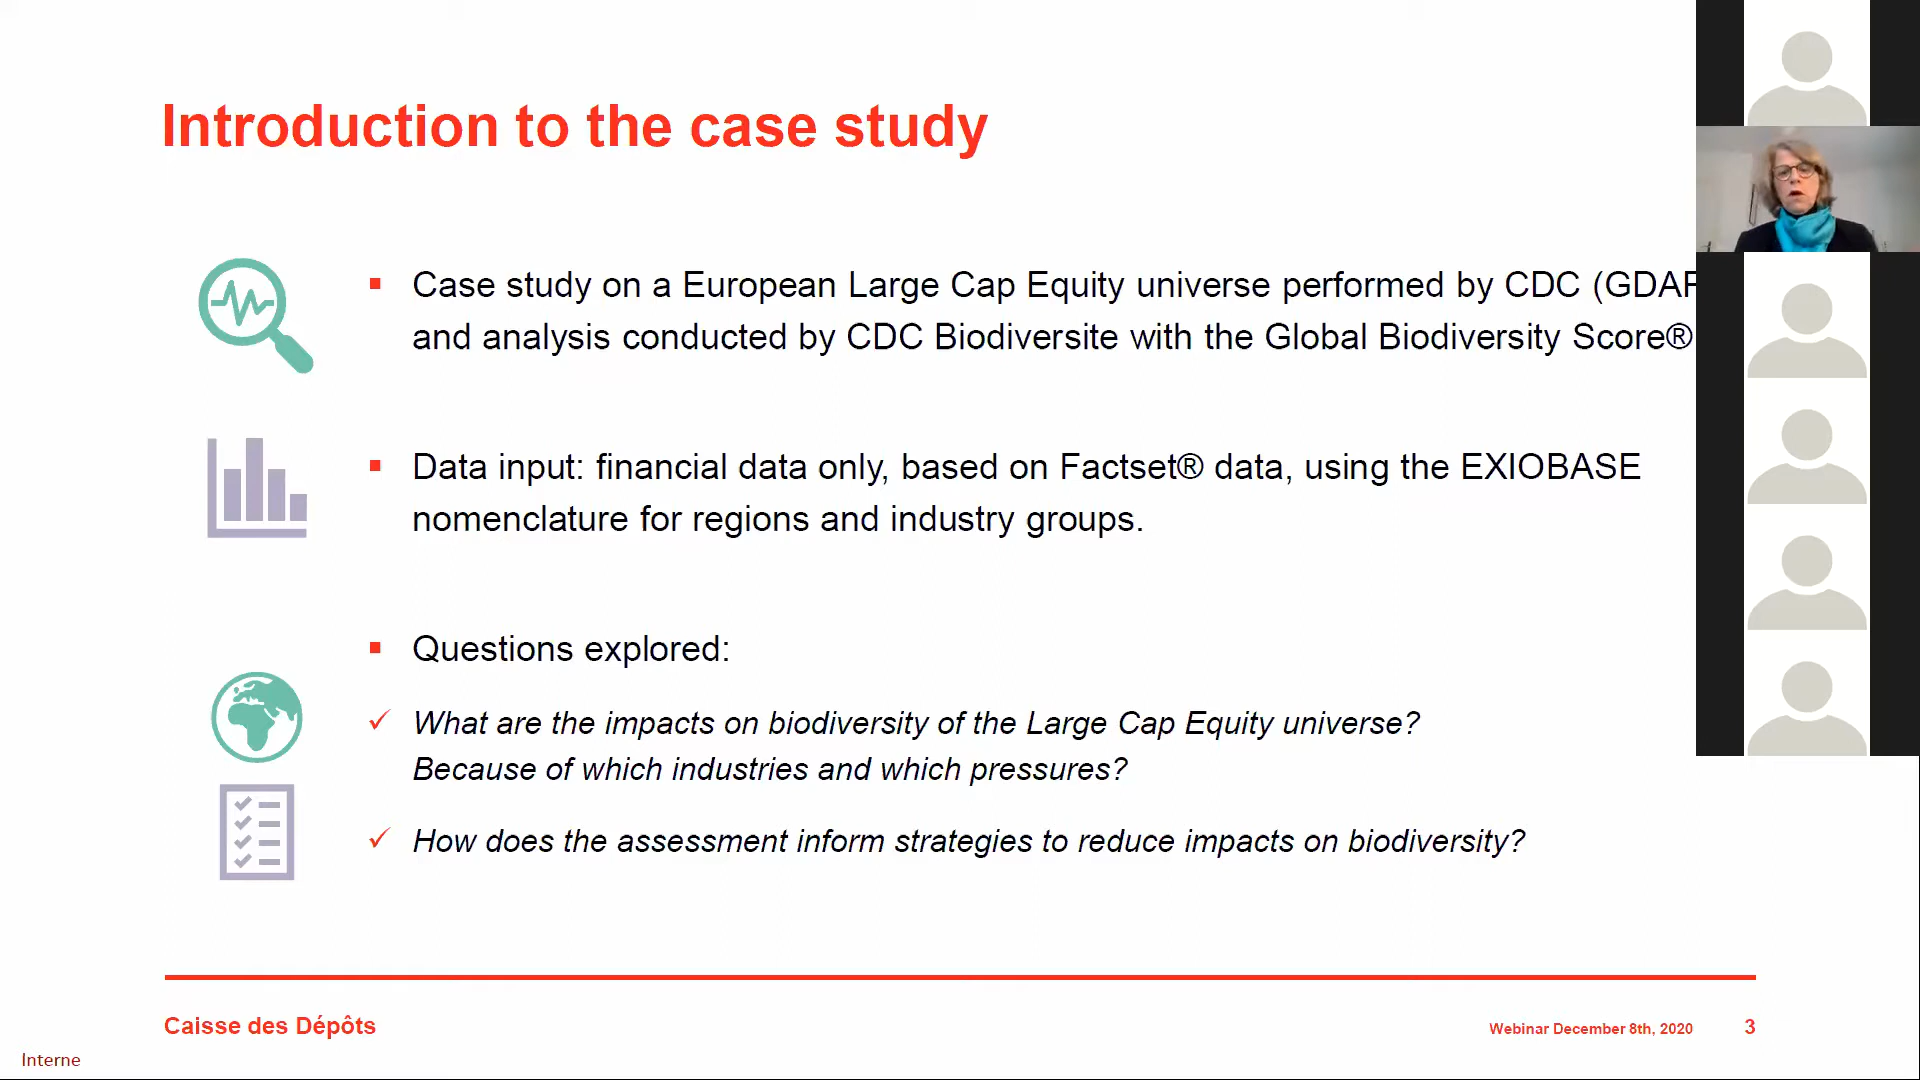 Introduction to the case study
Case study on a European Large Cap Equity universe performed by CDC
and analysis conducted by CDC Biodiversite with the Global Biodiversity Score®
Data input: financial data only, based on Factset® data, using the EXIOBASE
nomenclature for regions and industry groups.
Questions explored:
What are the impacts on biodiversity of the Large Cap Equity universe?
Because of which industries and which pressures?
How does the assessment inform strategies to reduce impacts on biodiversity?
Caisse des Dépôts
Webinar December 8th, 2020
3
Interne